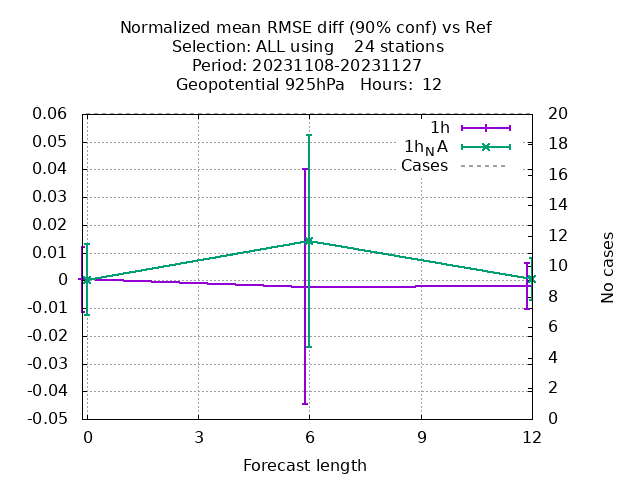 Normalized mean RMSE diff (90% conf) vs Ref
Selection: ALL using    24 stations
Period: 20231108-20231127
Geopotential 925hPa   Hours:  12
1h
1h_NA
Cases
0.06
0.05
0.04
0.03
0.02
0.01
0
-0.01
-0.02
-0.03
-0.04
-0.05
20
18
16
14
12
10
8
6
4
2
0
No cases
0 3 6 9 12
Forecast length